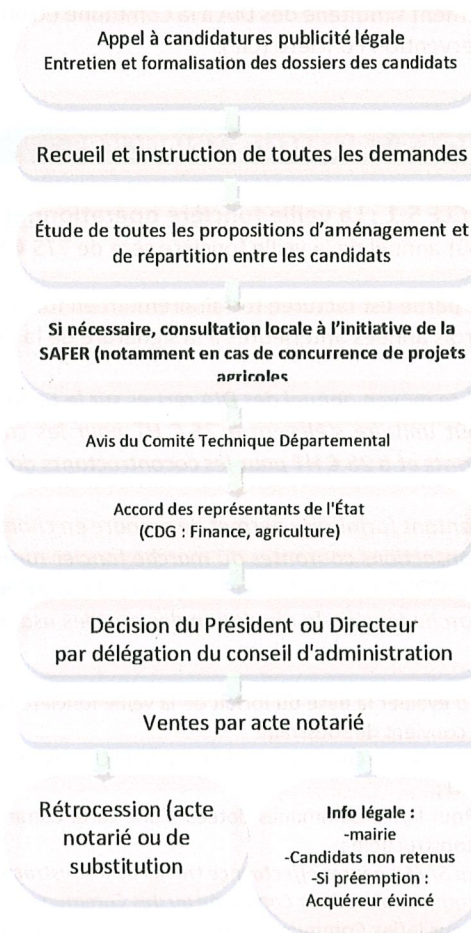 Appel à candidatures publicité légale
Entretien et formalisation des dossiers des candidats
Recueil et instruction de toutes les demandes
Étude de toutes les propositions d'aménagement et
de répartition entre les candidats
Si nécessaire, consultation locale à l'initiative de la
SAFER (notamment en cas de concurrence de projets
agricoles
Avis du Comité Technique Départemental
Accord des représentants de l'État
(CDG : Finance, agriculture)
Décision du Président ou Directeur
par délégation du conseil d'administration
Ventes par acte notarié
Rétrocession (acte
notarié ou de
substitution
Info légale :
-mairie
-Candidats non retenus
-Si préemption :
Acquéreur évincé